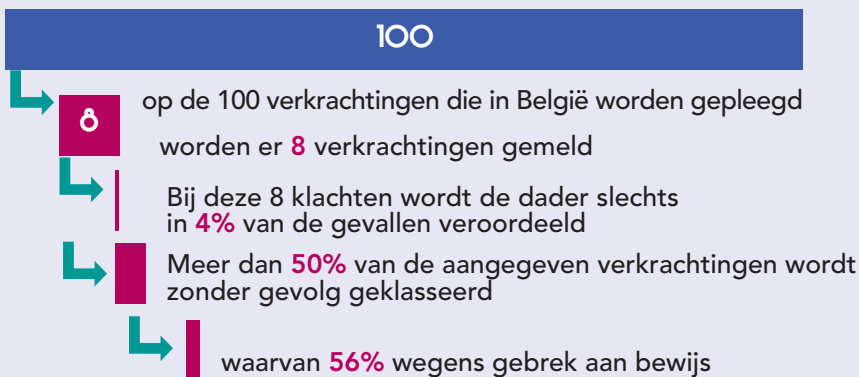 100
op de 100 verkrachtingen die in België worden gepleegd
8
worden er 8 verkrachtingen gemeld
Bij deze 8 klachten wordt de dader slechts
in 4% van de gevallen veroordeeld
Meer dan 50% van de aangegeven verkrachtingen wordt
zonder gevolg geklasseerd
waarvan 56% wegens gebrek aan bewijs